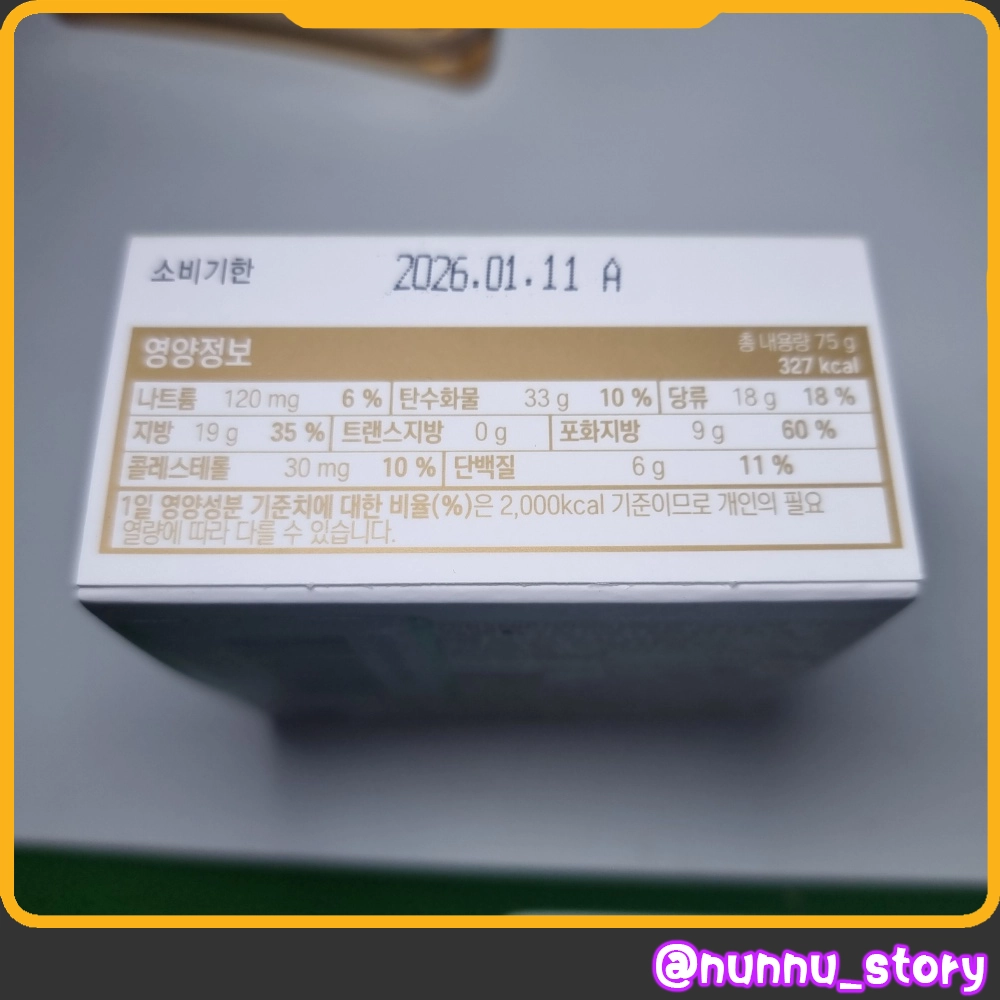 소비기한 2026.01.11 A
영양정보 총 내용량 75 g
327 kcal
나트륨 120 mg 6 % 탄수화물 33 g 10 % 당류 18 g 18 %
지방 19 g 35 % 트랜스지방 0 g 포화지방 9 g 60 %
콜레스테롤 30 mg 10 % 단백질 6 g 11 %
1일 영양성분 기준치에 대한 비율(%)은 2,000kcal 기준이므로 개인의 필요
열량에 따라 다를 수 있습니다.
@nunnu_story